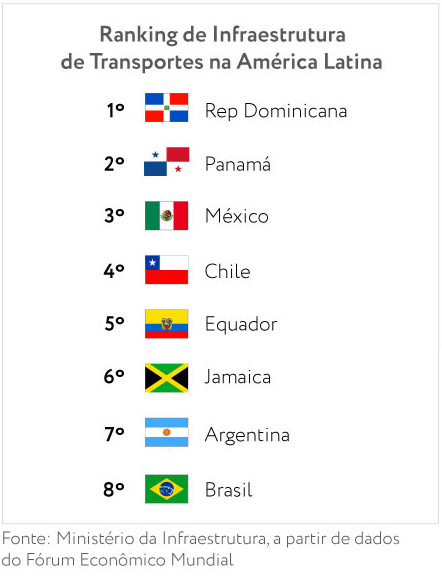 Ranking de Infraestrutura
de Transportes na América Latina
1º Rep Dominicana
2º Panamá
3º México
4º Chile
5º Equador
6º Jamaica
7º Argentina
8º Brasil
Fonte: Ministério da Infraestrutura, a partir de dados
do Fórum Econômico Mundial